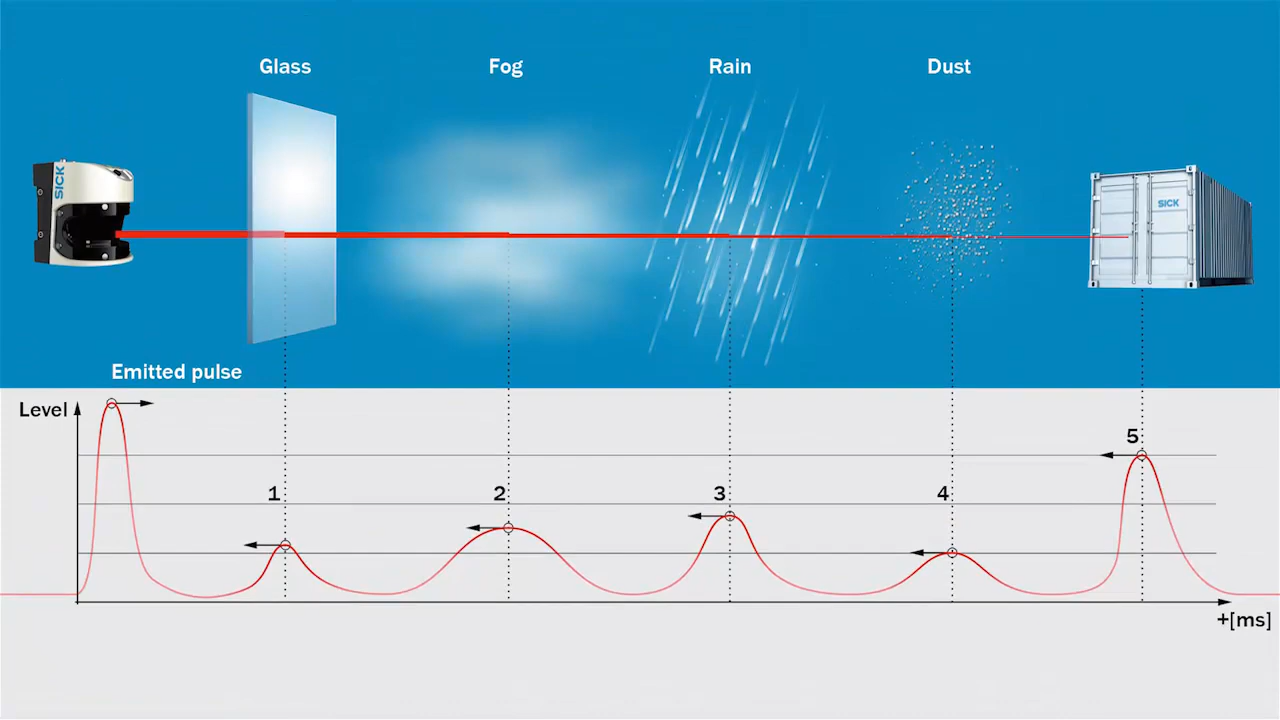 Glass
Fog
Rain
Dust
SICK
SICK
Emitted pulse
Level
1
2
3
4
5
+[ms]